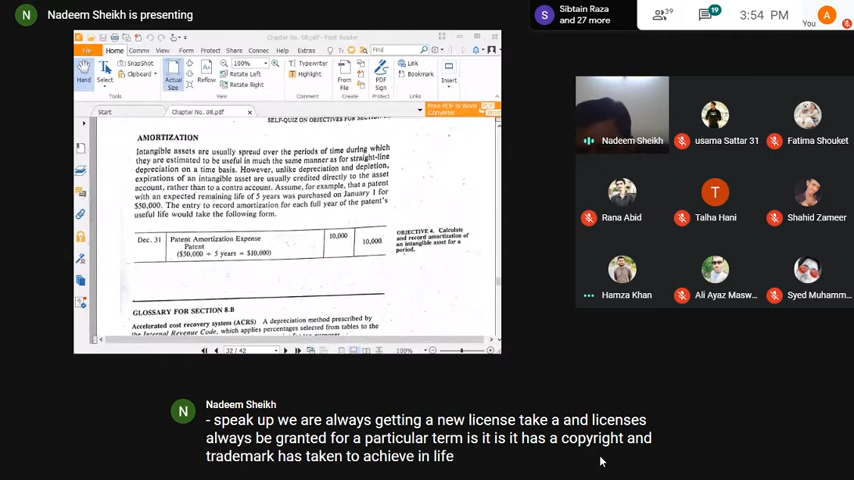 N Nadeem Sheikh is presenting
S Sibtain Raza
and 27 more
39
19
3:54 PM
You
A
Chapter No. 08.pdf - Foxit Reader
File Home Comment View Form Protect Share Connect Help Extras Find
Hand
Select
SnapShot
Clipboard
Actual
Size
Reflow
100%
Rotate Left
Rotate Right
Typewriter
Highlight
From
File
PDF
Sign
Link
Bookmark
Insert
Tools View Comment Create Protect Links
Start Chapter No. 08.pdf
SELF-QUIZ ON OBJECTIVES FOR SECTION
AMORTIZATION
Intangible assets are usually spread over the periods of time during which
they are estimated to be useful in much the same manner as for straight-line
depreciation on a time basis. However, unlike depreciation and depletion,
expirations of an intangible asset are usually credited directly to the asset
account, rather than to a contra account. Assume, for example, that a patent
with an expected remaining life of 5 years was purchased on January 1 for
$50,000. The entry to record amortization for each full year of the patent's
useful life would take the following form.
Dec. 31 Patent Amortization Expense 10,000
Patent 10,000
($50,000 ÷ 5 years = $10,000)
OBJECTIVE 4. Calculate
and record amortization of
an intangible asset for a
period.
GLOSSARY FOR SECTION 8.B
Accelerated cost recovery system (ACRS) A depreciation method prescribed by
the Internal Revenue Code, which applies percentages selected from tables to the
32 / 42
100%
Nadeem Sheikh
usama Sattar 31
Fatima Shouket
Rana Abid
T
Talha Hani
Shahid Zameer
Hamza Khan
Ali Ayaz Masw...
Syed Muhamm...
N Nadeem Sheikh
- speak up we are always getting a new license take a and licenses
always be granted for a particular term is it is it has a copyright and
trademark has taken to achieve in life